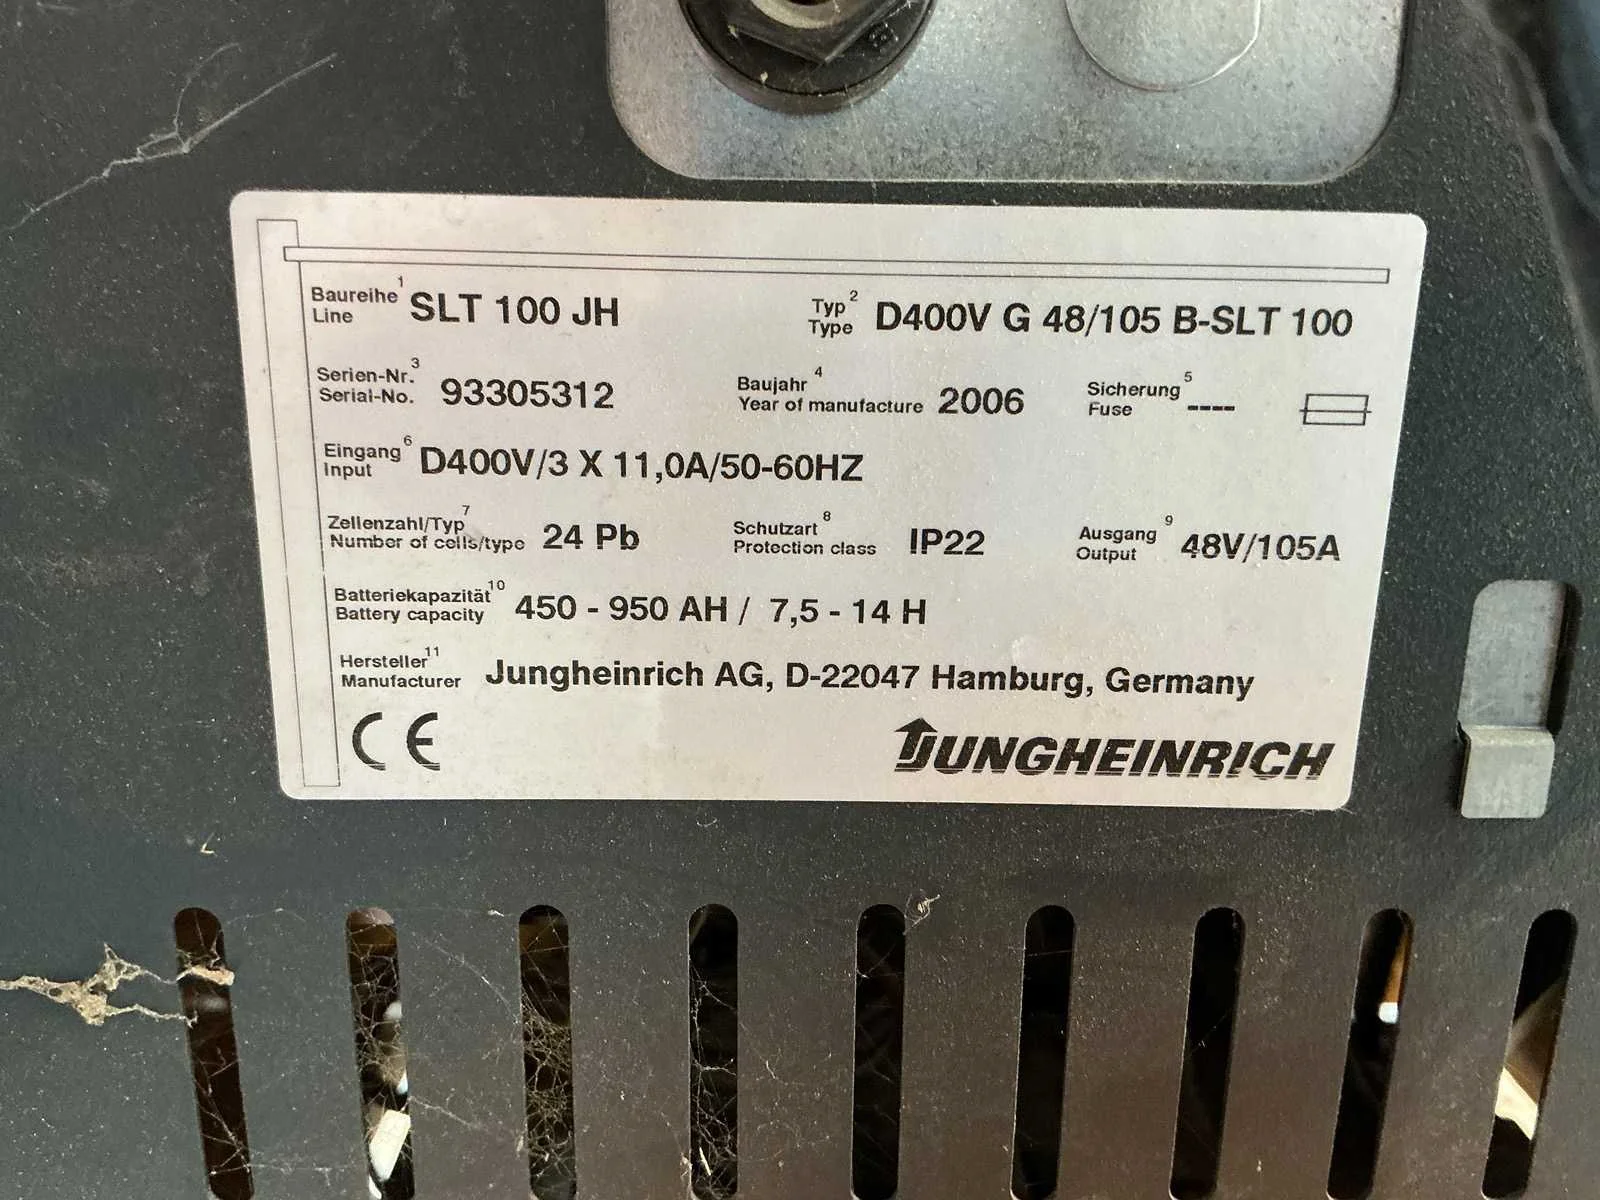 Baureihe 1 SLT 100 JH Typ 2 D400V G 48/105 B-SLT 100
Line Type
Serien-Nr. 3 93305312 Baujahr 4 2006 Sicherung 5 ----
Serial-No. Year of manufacture Fuse
Eingang 6 D400V/3 X 11,0A/50-60HZ
Input
Zellenzahl/Typ 7 24 Pb Schutzart 8 IP22 Ausgang 9 48V/105A
Number of cells/type Protection class Output
Batteriekapazität 10 450 - 950 AH / 7,5 - 14 H
Battery capacity
Hersteller 11 Jungheinrich AG, D-22047 Hamburg, Germany
Manufacturer
CE JUNGHEINRICH